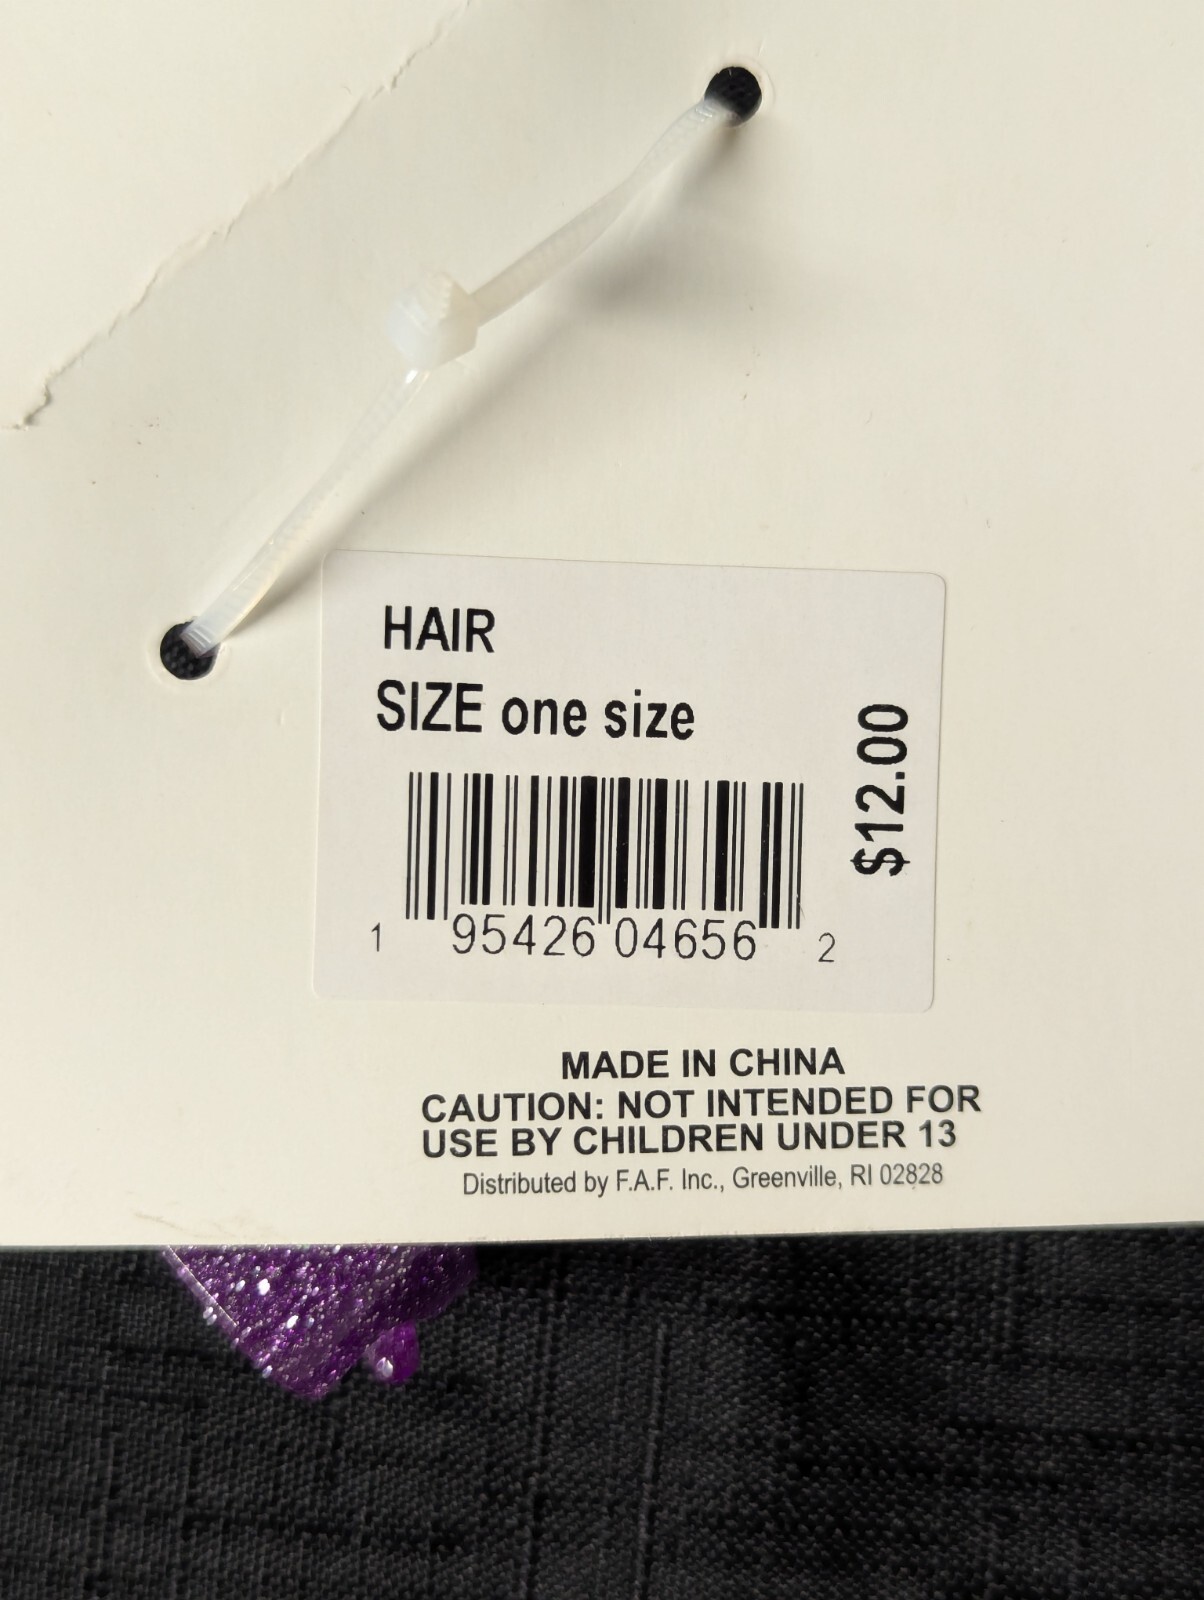 HAIR
SIZE one size
$12.00
1 95426 04656 2
MADE IN CHINA
CAUTION: NOT INTENDED FOR
USE BY CHILDREN UNDER 13
Distributed by F.A.F. Inc., Greenville, RI 02828